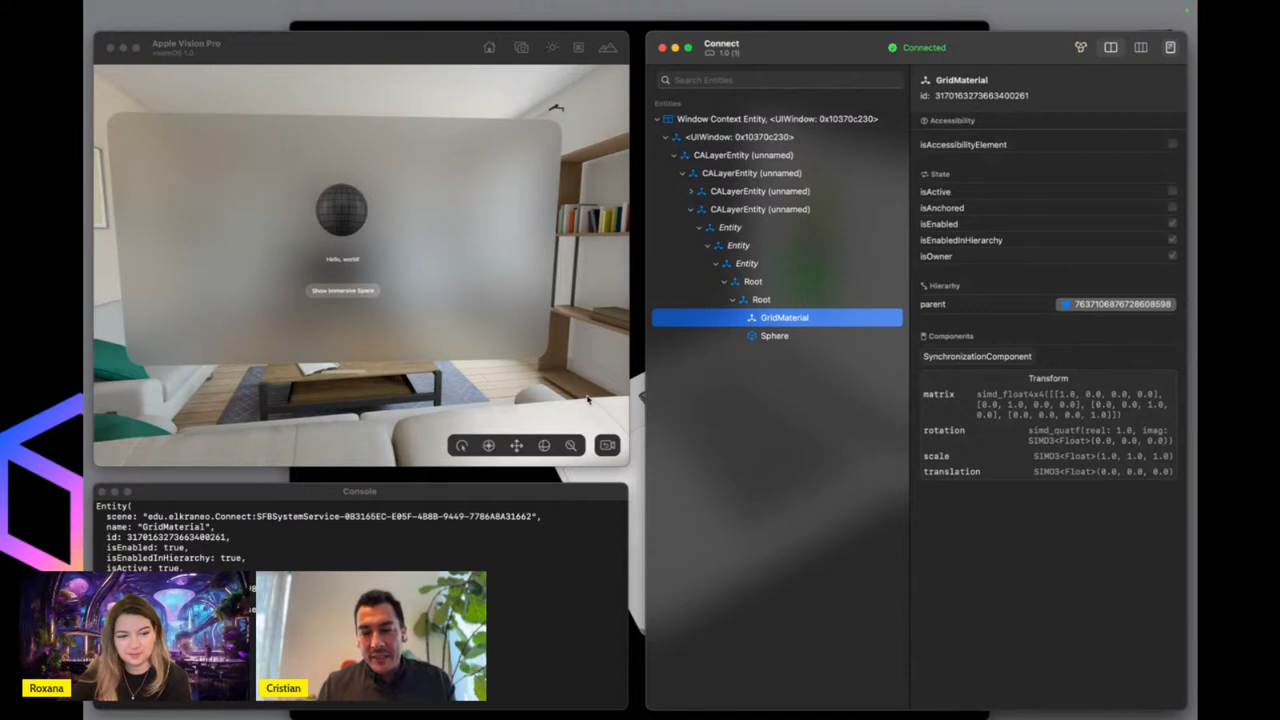 Apple Vision Pro
visionOS 1.0
Hello, world!
Show Immersive Space
Console
Entity(
scene: "edu.elkraneo.Connect:SFBSystemService-0B3165EC-E05F-4B8B-9449-7786A8A31662",
name: "GridMaterial",
id: 3170163273663400261,
isEnabled: true,
isEnabledInHierarchy: true,
isActive: true,
Roxana
Cristian
Connect
1.0 (1)
Connected
Search Entities
Entities
Window Context Entity, <UIWindow: 0x10370c230>
<UIWindow: 0x10370c230>
CALayerEntity (unnamed)
CALayerEntity (unnamed)
CALayerEntity (unnamed)
CALayerEntity (unnamed)
Entity
Entity
Entity
Root
Root
GridMaterial
Sphere
GridMaterial
id: 3170163273663400261
Accessibility
isAccessibilityElement
State
isActive
isAnchored
isEnabled
isEnabledInHierarchy
isOwner
Hierarhy
parent 7637106876728608598
Components
SynchronizationComponent
Transform
matrix simd_float4x4([[1.0, 0.0, 0.0, 0.0],
[0.0, 1.0, 0.0, 0.0], [0.0, 0.0, 1.0,
0.0], [0.0, 0.0, 0.0, 1.0]])
rotation simd_quatf(real: 1.0, imag:
SIMD3<Float>(0.0, 0.0, 0.0))
scale SIMD3<Float>(1.0, 1.0, 1.0)
translation SIMD3<Float>(0.0, 0.0, 0.0)